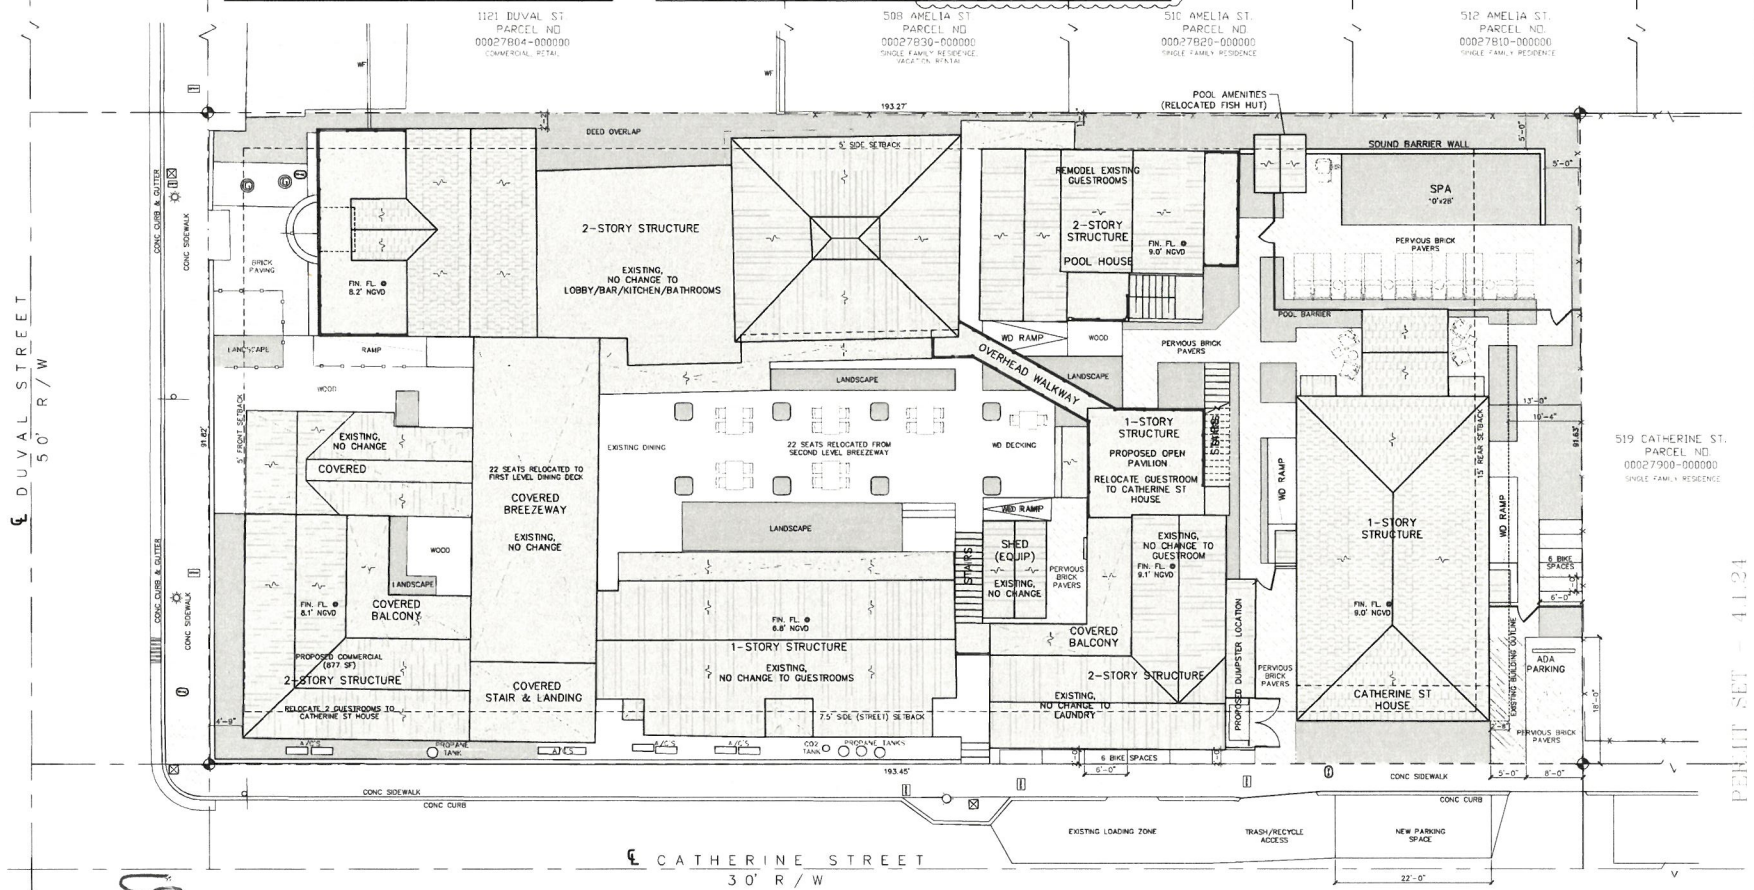 1121 DUVAL ST
PARCEL NO
00027804-000000
COMMERCIAL RETAIL
508 AMELIA ST
PARCEL NO.
00027830-000000
SINGLE FAMILY RESIDENCE,
VACATION RENTAL
510 AMELIA ST.
PARCEL NO.
00027820-000000
SINGLE FAMILY RESIDENCE
512 AMELIA ST.
PARCEL NO.
00027810-000000
SINGLE FAMILY RESIDENCE
WF
WF
193.27'
POOL AMENITIES
(RELOCATED FISH HUT)
DEED OVERLAP
5' SIDE SETBACK
SOUND BARRIER WALL
5'-0"
5'-0"
CONC CURB & GUTTER
CONC SIDEWALK
REMODEL EXISTING
GUESTROOMS
SPA
10'x28'
2-STORY STRUCTURE
2-STORY
STRUCTURE
FIN. FL. @
9.0' NGVD
POOL HOUSE
PERVIOUS BRICK
PAVERS
BRICK
PAVING
FIN. FL. @
8.2' NGVD
EXISTING,
NO CHANGE TO
LOBBY/BAR/KITCHEN/BATHROOMS
POOL BARRIER
LANDSCAPE
RAMP
WD RAMP
WOOD
PERVIOUS BRICK
PAVERS
OVERHEAD WALKWAY
LANDSCAPE
LANDSCAPE
WOOD
5' FRONT SETBACK
91.82'
DUVAL STREET
50' R/W
13'-0"
10'-4"
15' REAR SETBACK
91.63'
EXISTING,
NO CHANGE
COVERED
EXISTING DINING
22 SEATS RELOCATED FROM
SECOND LEVEL BREEZEWAY
WD DECKING
1-STORY
STRUCTURE
PROPOSED OPEN
PAVILION
RELOCATE GUESTROOM
TO CATHERINE ST
HOUSE
STAIRS
519 CATHERINE ST.
PARCEL NO.
00027900-000000
SINGLE FAMILY RESIDENCE
22 SEATS RELOCATED TO
FIRST LEVEL DINING DECK
COVERED
BREEZEWAY
EXISTING,
NO CHANGE
WD RAMP
WD RAMP
WD RAMP
LANDSCAPE
1-STORY
STRUCTURE
WOOD
LANDSCAPE
STAIRS
SHED
(EQUIP)
EXISTING,
NO CHANGE
PERVIOUS
BRICK
PAVERS
EXISTING,
NO CHANGE TO
GUESTROOM
FIN. FL. @
9.1' NGVD
6 BIKE
SPACES
6'-0"
FIN. FL. @
8.1' NGVD
COVERED
BALCONY
FIN. FL. @
8.8' NGVD
FIN. FL. @
9.0' NGVD
CONC CURB & GUTTER
CONC SIDEWALK
1-STORY STRUCTURE
EXISTING,
NO CHANGE TO GUESTROOMS
COVERED
BALCONY
PROPOSED DUMPSTER LOCATION
EXISTING BUILDING OUTLINE
PROPOSED COMMERCIAL
(877 SF)
2-STORY STRUCTURE
RELOCATE 2 GUESTROOMS TO
CATHERINE ST HOUSE
COVERED
STAIR & LANDING
2-STORY STRUCTURE
EXISTING,
NO CHANGE TO
LAUNDRY
PERVIOUS
BRICK
PAVERS
CATHERINE ST
HOUSE
ADA
PARKING
18'-0"
PERVIOUS BRICK
PAVERS
4'-9"
7.5' SIDE (STREET) SETBACK
A/C'S
PROPANE
TANK
A/C'S
A/C'S
A/C'S
CO2
TANK
PROPANE TANKS
6 BIKE SPACES
6'-0"
193.45'
5'-0"
8'-0"
CONC SIDEWALK
CONC CURB
CONC SIDEWALK
CONC CURB
EXISTING LOADING ZONE
TRASH/RECYCLE
ACCESS
NEW PARKING
SPACE
22'-0"
CATHERINE STREET
30' R/W
PERMIT SET